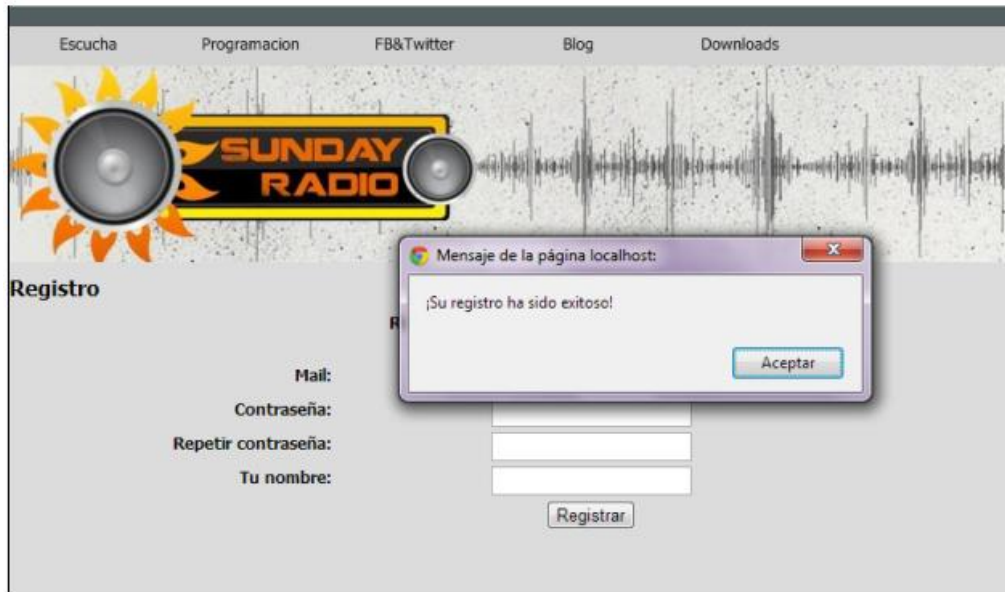 Escucha Programacion FB&Twitter Blog Downloads
SUNDAY
RADIO
Mensaje de la página localhost:
¡Su registro ha sido exitoso!
Aceptar
Registro
Mail:
Contraseña:
Repetir contraseña:
Tu nombre:
Registrar